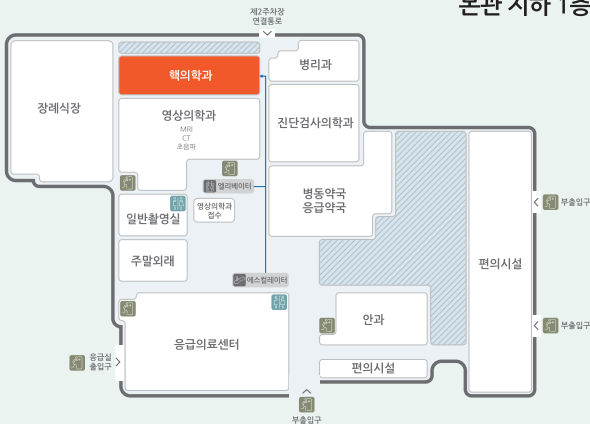 본관 지하 1층
제2주차장
연결통로
핵의학과
병리과
장례식장
영상의학과
MRI
CT
초음파
진단검사의학과
엘리베이터
병동약국
응급약국
부출입구
일반촬영실
영상의학과
접수
주말외래
편의시설
에스컬레이터
안과
부출입구
응급의료센터
응급실
출입구
편의시설
부출입구